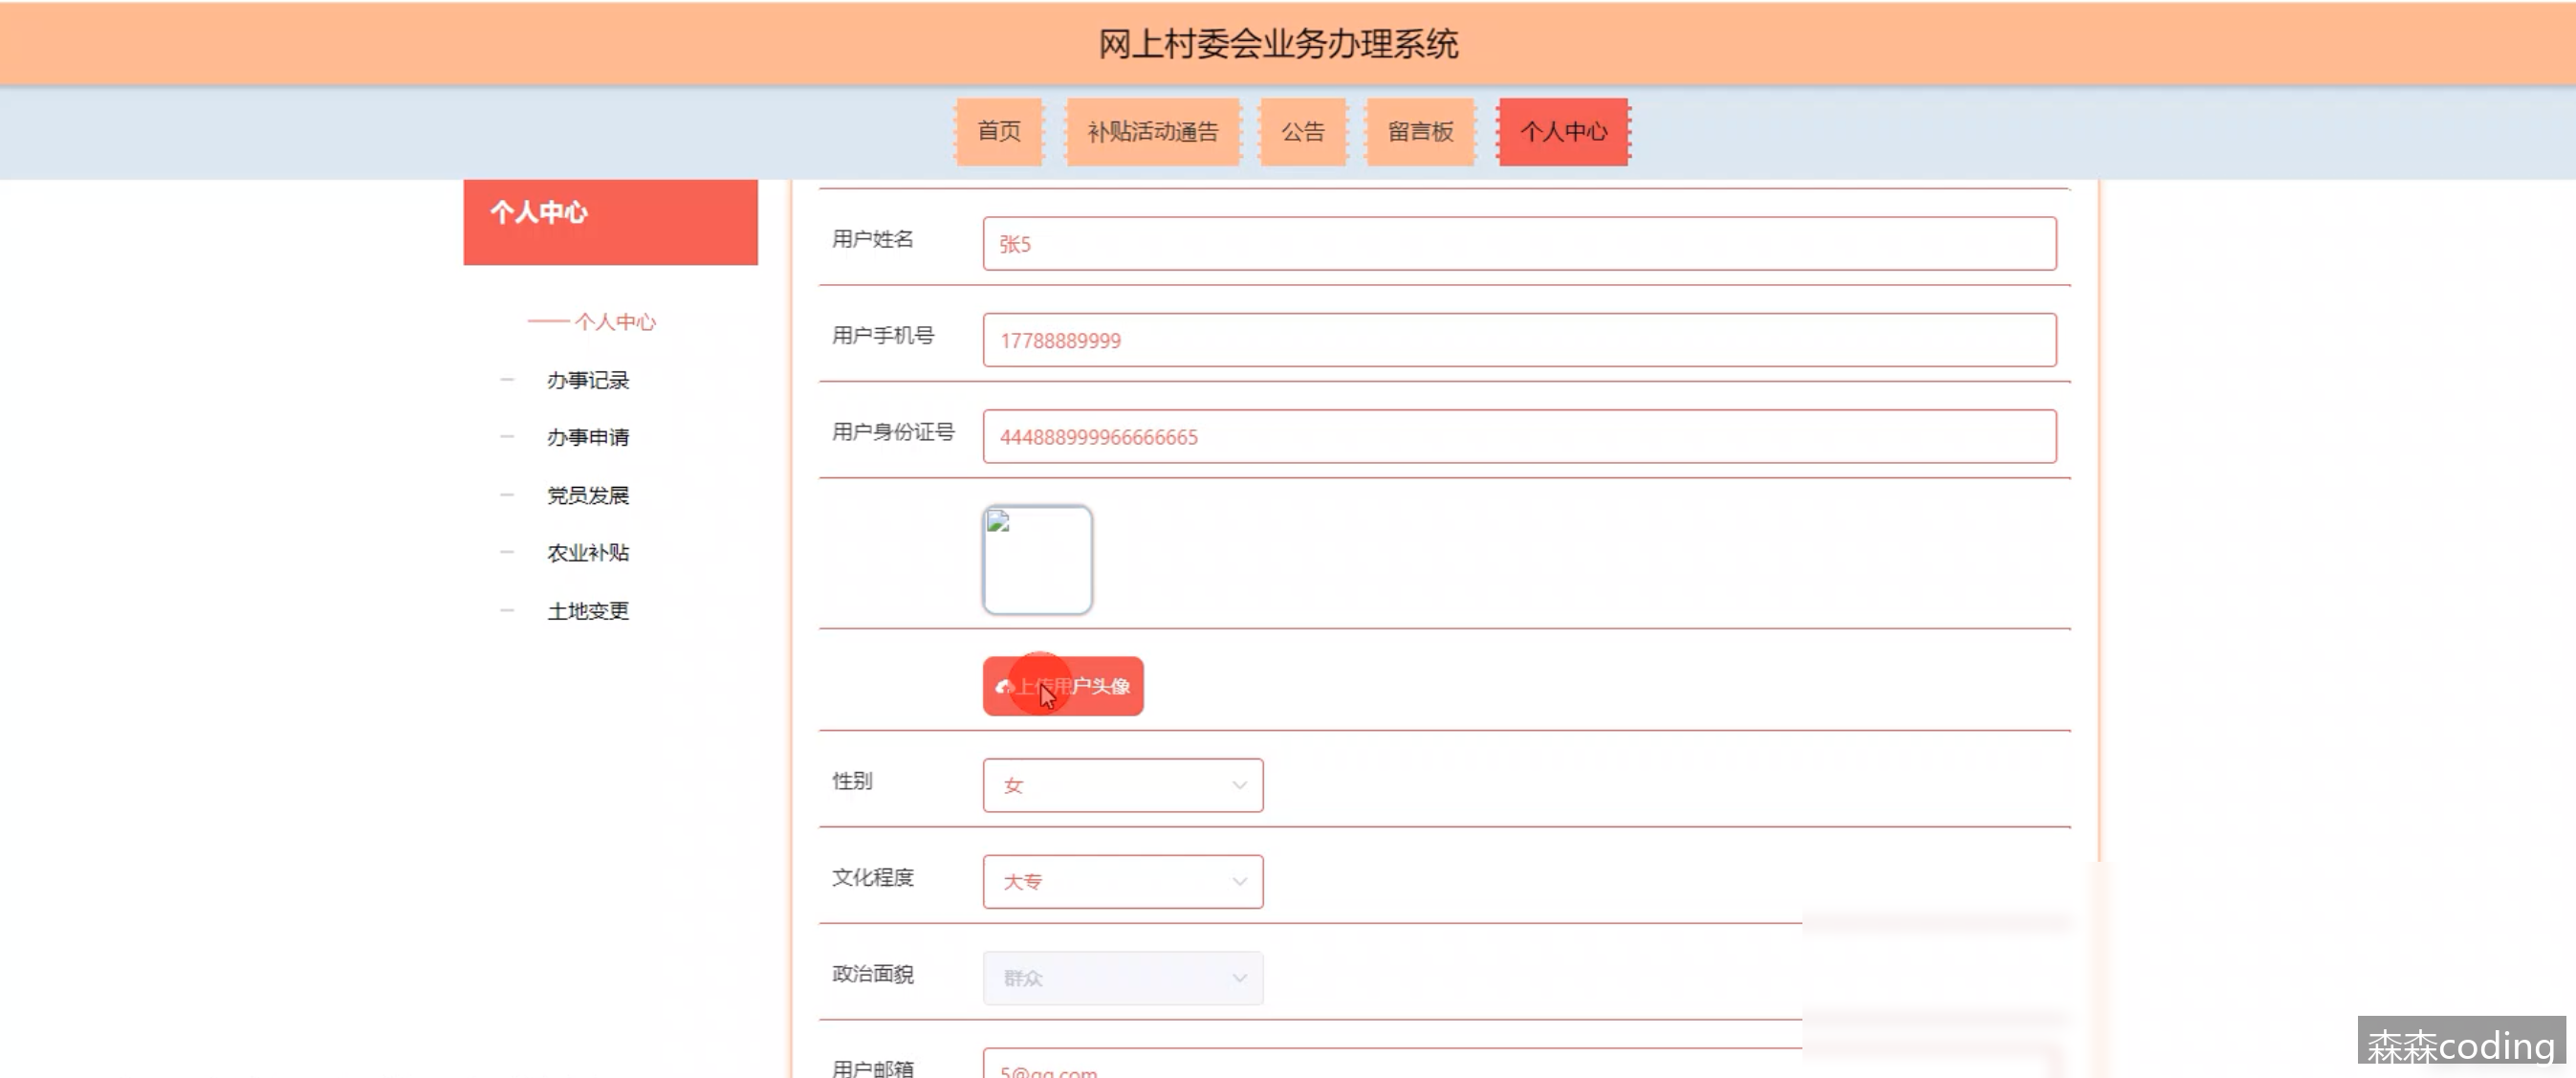 网上村委会业务办理系统
首页 补贴活动通告 公告 留言板 个人中心
个人中心
个人中心
办事记录
办事申请
党员发展
农业补贴
土地变更
用户姓名 张5
用户手机号 17788889999
用户身份证号 444888999966666665
上传用户头像
性别 女
文化程度 大专
政治面貌 群众
用户邮箱 5@qq.com
森森coding